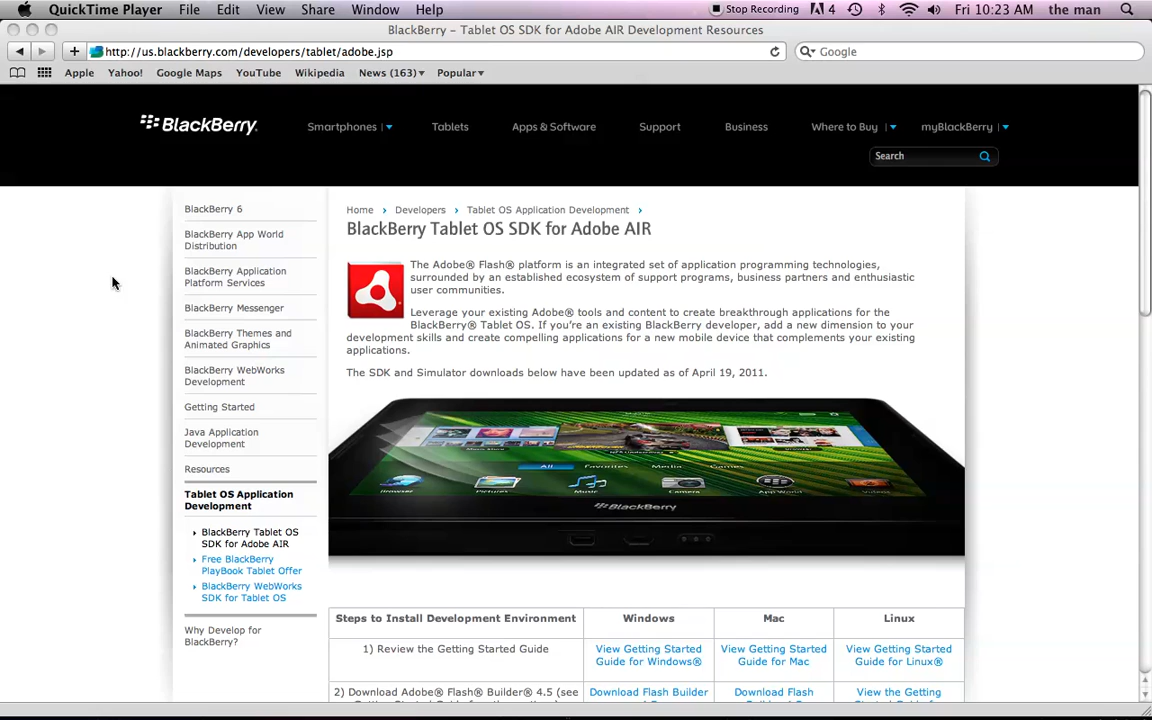 QuickTime Player File Edit View Share Window Help Stop Recording 4 Fri 10:23 AM the man
BlackBerry – Tablet OS SDK for Adobe AIR Development Resources
http://us.blackberry.com/developers/tablet/adobe.jsp Google
Apple Yahoo! Google Maps YouTube Wikipedia News (163) Popular
BlackBerry. Smartphones Tablets Apps & Software Support Business Where to Buy myBlackBerry
Search
BlackBerry 6
BlackBerry App World
Distribution
BlackBerry Application
Platform Services
BlackBerry Messenger
BlackBerry Themes and
Animated Graphics
BlackBerry WebWorks
Development
Getting Started
Java Application
Development
Resources
Tablet OS Application
Development
BlackBerry Tablet OS
SDK for Adobe AIR
Free BlackBerry
PlayBook Tablet Offer
BlackBerry WebWorks
SDK for Tablet OS
Why Develop for
BlackBerry?
Home Developers Tablet OS Application Development
BlackBerry Tablet OS SDK for Adobe AIR
The Adobe® Flash® platform is an integrated set of application programming technologies,
surrounded by an established ecosystem of support programs, business partners and enthusiastic
user communities.
Leverage your existing Adobe® tools and content to create breakthrough applications for the
BlackBerry® Tablet OS. If you're an existing BlackBerry developer, add a new dimension to your
development skills and create compelling applications for a new mobile device that complements your existing
applications.
The SDK and Simulator downloads below have been updated as of April 19, 2011.
All Favorites Media Games
Browser Pictures Music Camera App World Videos
BlackBerry
Steps to Install Development Environment Windows Mac Linux
1) Review the Getting Started Guide
View Getting Started
Guide for Windows®
View Getting Started
Guide for Mac
View Getting Started
Guide for Linux®
2) Download Adobe® Flash® Builder® 4.5 (see
Download Flash Builder
Download Flash
View the Getting